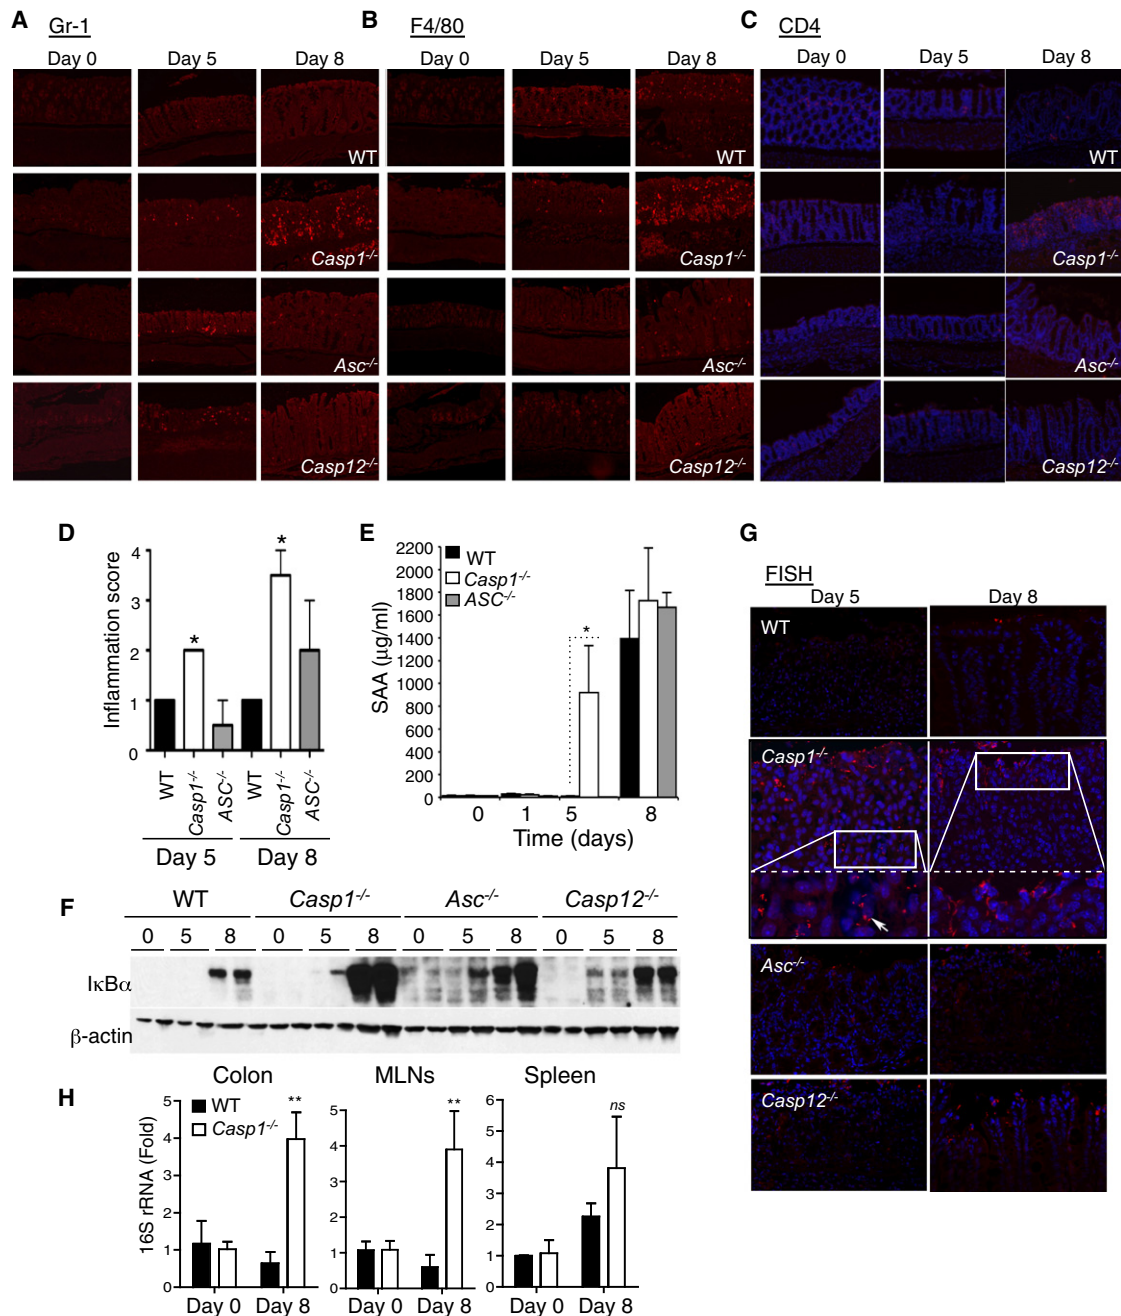 A Gr-1
Day 0 Day 5 Day 8
WT
Casp1-/-
Asc-/-
Casp12-/-
B F4/80
Day 0 Day 5 Day 8
WT
Casp1-/-
Asc-/-
Casp12-/-
C CD4
Day 0 Day 5 Day 8
WT
Casp1-/-
Asc-/-
Casp12-/-
D
Inflammation score
4
3
2
1
0
* *
WT Casp1-/- ASC-/- WT Casp1-/- ASC-/-
Day 5 Day 8
E
SAA (µg/ml)
2200
2000
1800
1600
1400
1200
1000
800
600
400
200
0
WT
Casp1-/-
ASC-/-
*
0 1 5 8
Time (days)
F
WT Casp1-/- Asc-/- Casp12-/-
0 5 8 0 5 8 0 5 8 0 5 8
IκBα
β-actin
G
FISH
Day 5 Day 8
WT
Casp1-/-
Asc-/-
Casp12-/-
H
Colon MLNs Spleen
16S rRNA (Fold)
5
4
3
2
1
0
WT
Casp1-/-
**
Day 0 Day 8
5
4
3
2
1
0
**
Day 0 Day 8
6
5
4
3
2
1
0
ns
Day 0 Day 8